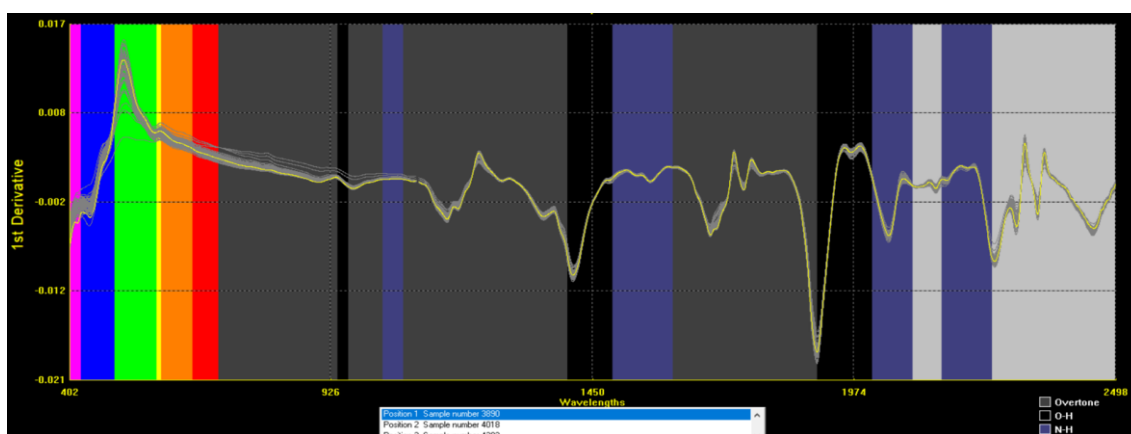 0.017
0.008
-0.002
-0.012
-0.021
1st Derivative
402
926
1450
1974
2498
Wavelengths
Position 1 Sample number 3890
Position 2 Sample number 4018
Overtone
O-H
N-H